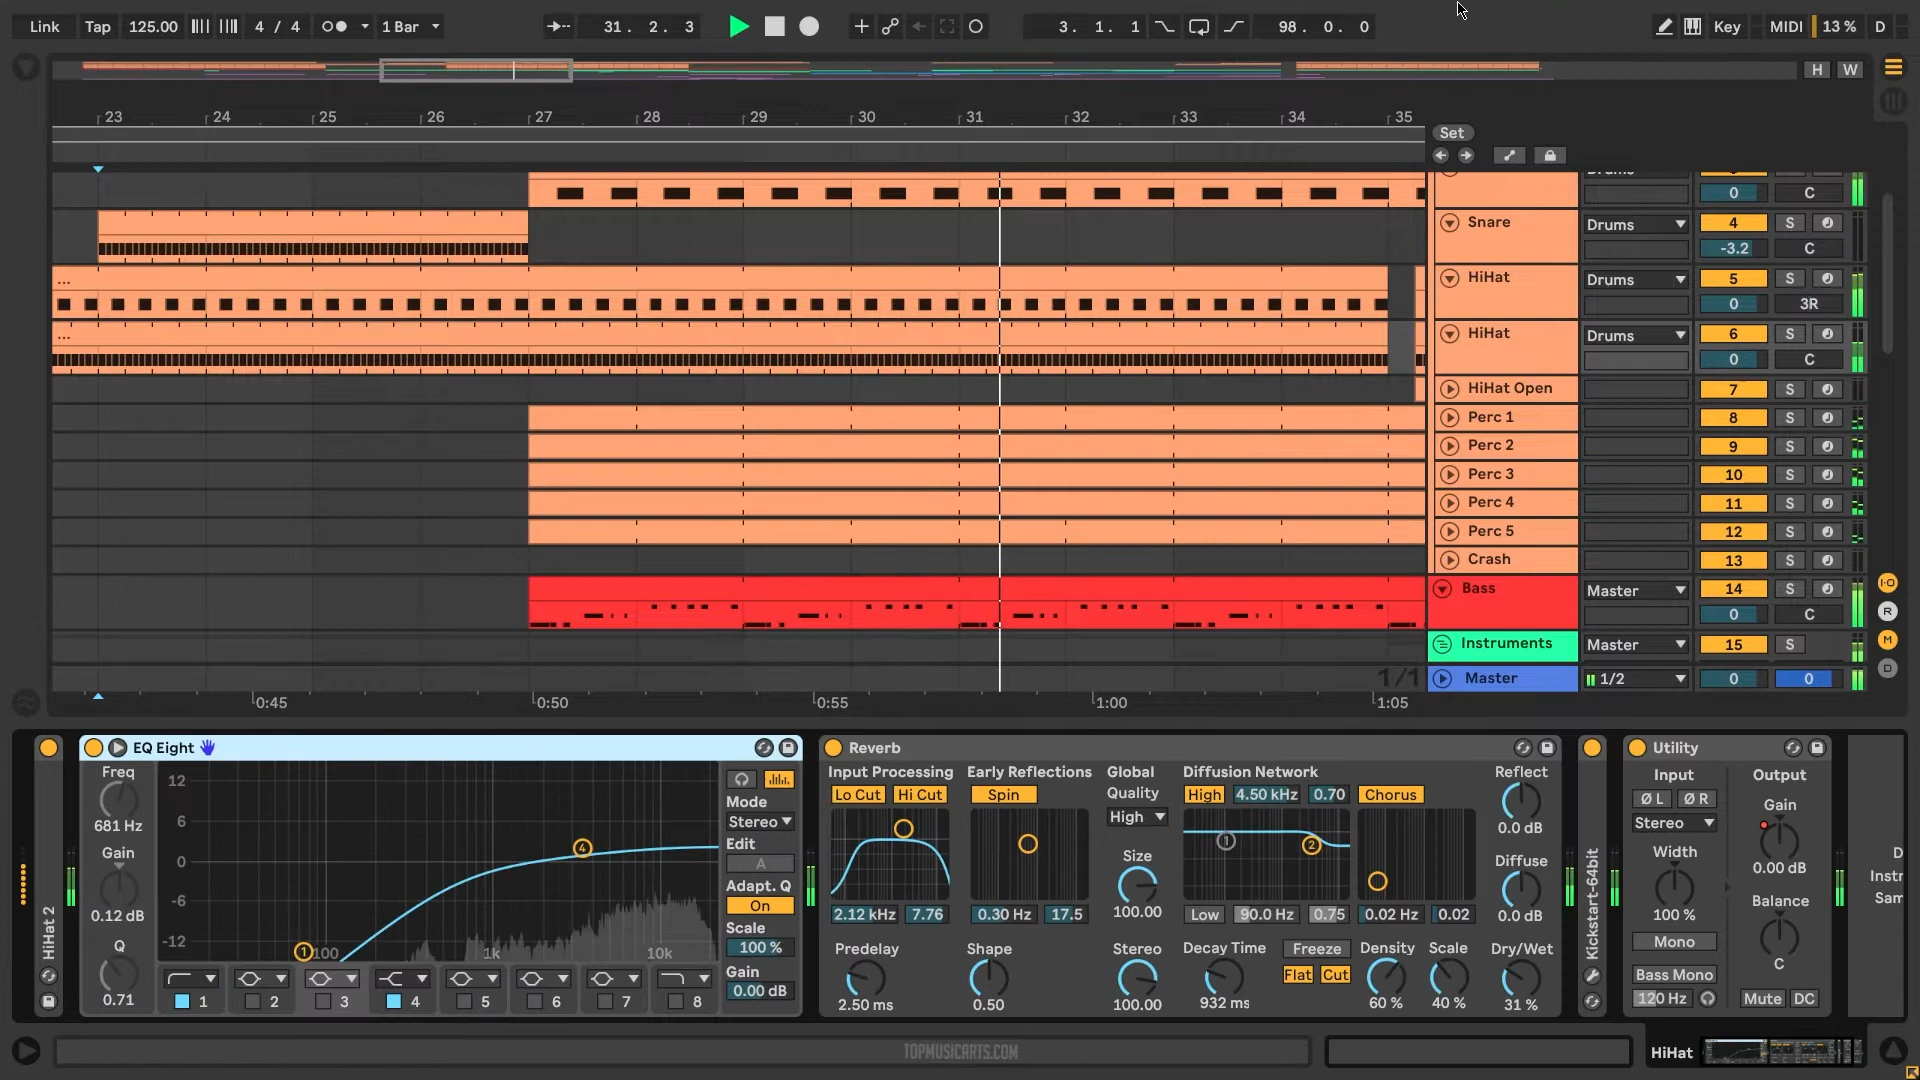 Link Tap 125.00 4 / 4 1 Bar 31. 2. 3 3. 1. 1 98. 0. 0 Key MIDI 13 % D
H W
23 24 25 26 27 28 29 30 31 32 33 34 35
Set
Drums
0 C
Snare Drums 4 S
-3.2 C
... HiHat Drums 5 S
0 3R
... HiHat Drums 6 S
0 C
HiHat Open 7 S
Perc 1 8 S
Perc 2 9 S
Perc 3 10 S
Perc 4 11 S
Perc 5 12 S
Crash 13 S
Bass Master 14 S
I·O
0 C
R
Instruments Master 15 S
M
D
1/1 Master 1/2 0 0
0:45 0:50 0:55 1:00 1:05
HiHat 2
EQ Eight
Freq
681 Hz
Gain
0.12 dB
Q
0.71
12
6
0
-6
-12
4
1 100 1k 10k
1 2 3 4 5 6 7 8
Mode
Stereo
Edit
A
Adapt. Q
On
Scale
100 %
Gain
0.00 dB
Reverb
Input Processing
Lo Cut Hi Cut
2.12 kHz 7.76
Predelay
2.50 ms
Early Reflections
Spin
0.30 Hz 17.5
Shape
0.50
Global
Quality
High
Size
100.00
Stereo
100.00
Diffusion Network
High 4.50 kHz 0.70 Chorus
1 2
Low 90.0 Hz 0.75 0.02 Hz 0.02
Decay Time
932 ms
Freeze
Flat Cut
Density
60 %
Scale
40 %
Reflect
0.0 dB
Diffuse
0.0 dB
Dry/Wet
31 %
Kickstart-64bit
Utility
Input
Ø L Ø R
Stereo
Width
100 %
Mono
Bass Mono
120 Hz
Output
Gain
0.00 dB
Balance
C
Mute DC
D
Instr
Sam
TOPMUSICARTS.COM
HiHat